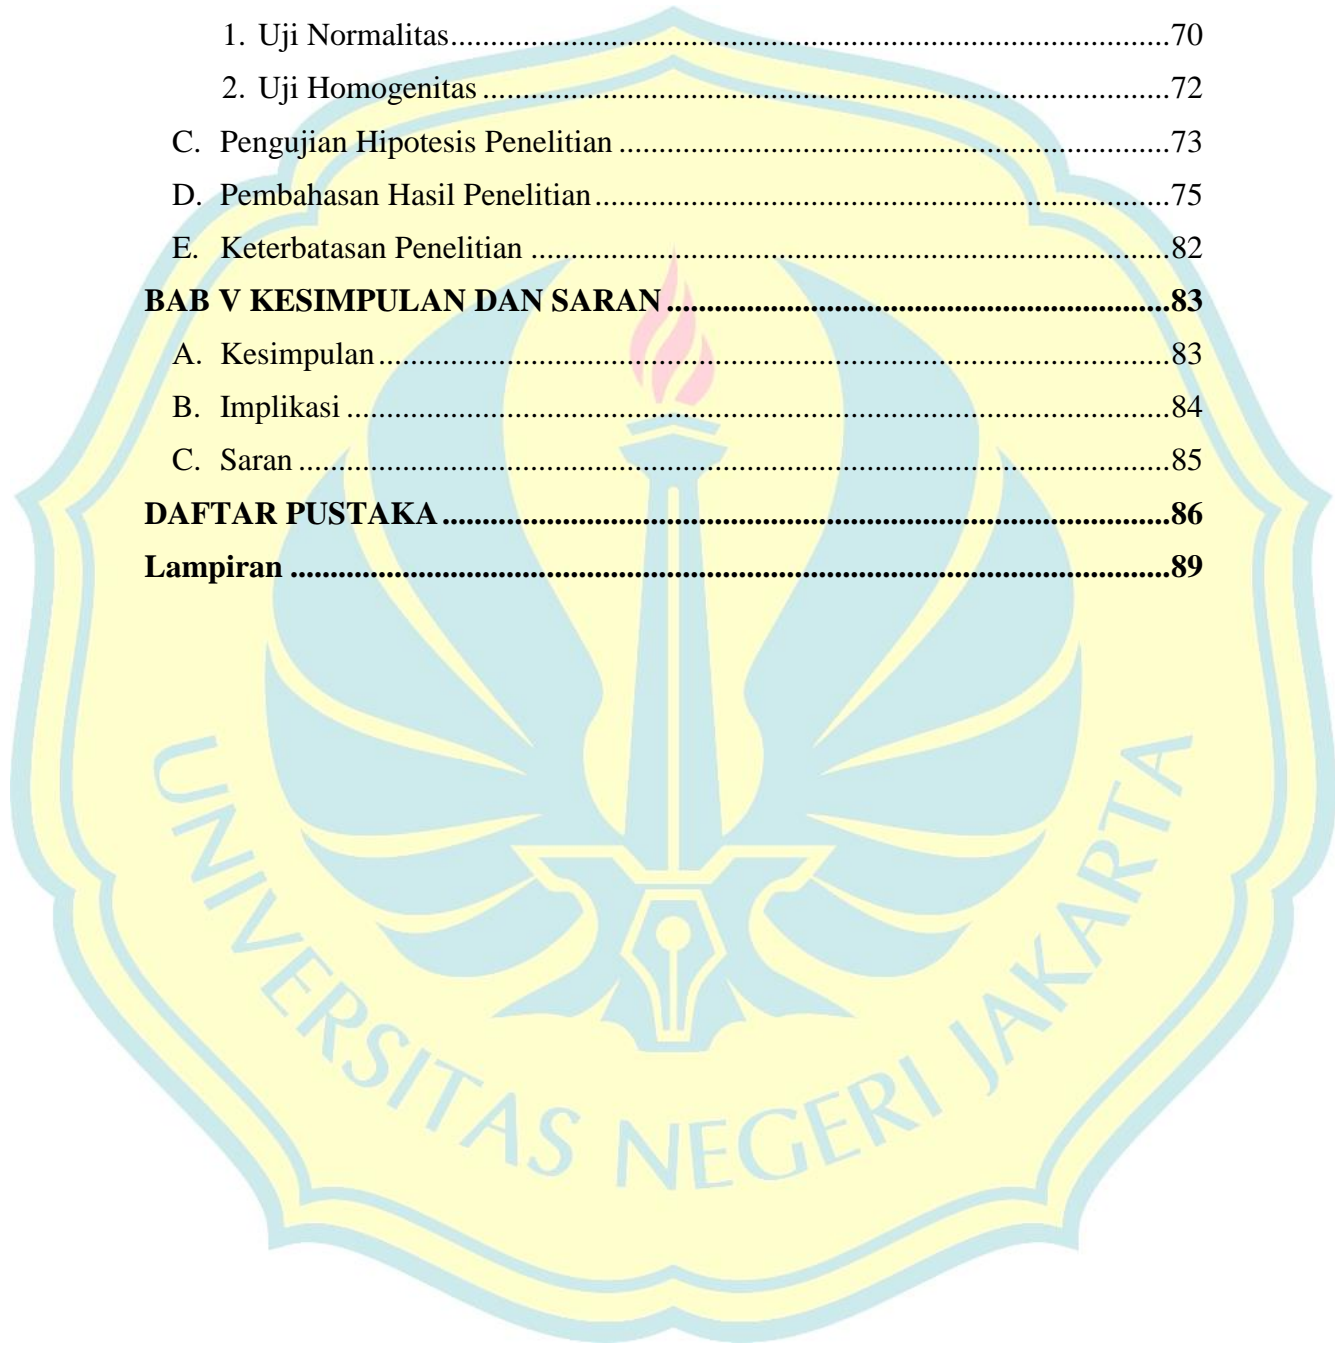 1. Uji Normalitas..........................................................................................70
2. Uji Homogenitas ......................................................................................72
C. Pengujian Hipotesis Penelitian .....................................................................73
D. Pembahasan Hasil Penelitian........................................................................75
E. Keterbatasan Penelitian ................................................................................82
BAB V KESIMPULAN DAN SARAN..............................................................83
A. Kesimpulan...................................................................................................83
B. Implikasi .......................................................................................................84
C. Saran .............................................................................................................85
DAFTAR PUSTAKA..........................................................................................86
Lampiran ............................................................................................................89
UNIVERSITAS NEGERI JAKARTA